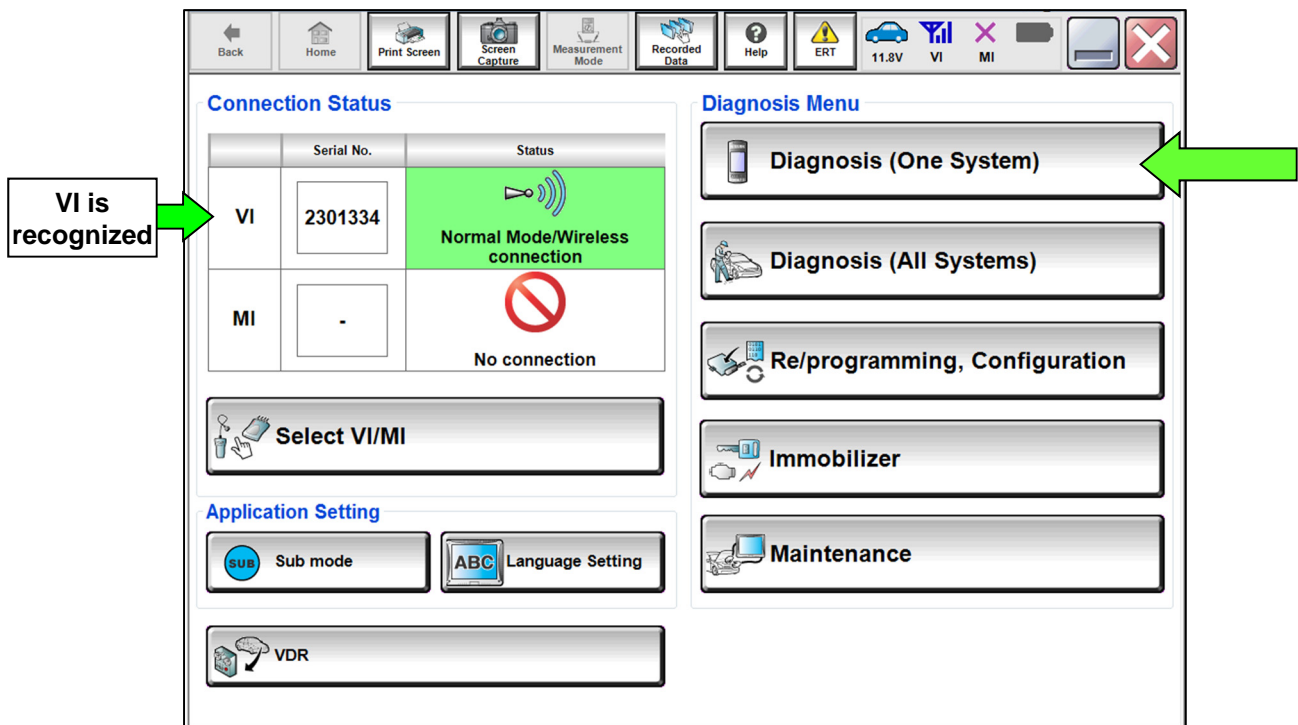 Back
Home
Print Screen
Screen
Capture
Measurement
Mode
Recorded
Data
Help
ERT
11.8V
VI
MI
Connection Status
Serial No.
Status
VI is
recognized
VI
2301334
Normal Mode/Wireless
connection
MI
-
No connection
Select VI/MI
Application Setting
SUB
Sub mode
ABC
Language Setting
VDR
Diagnosis Menu
Diagnosis (One System)
Diagnosis (All Systems)
Re/programming, Configuration
Immobilizer
Maintenance